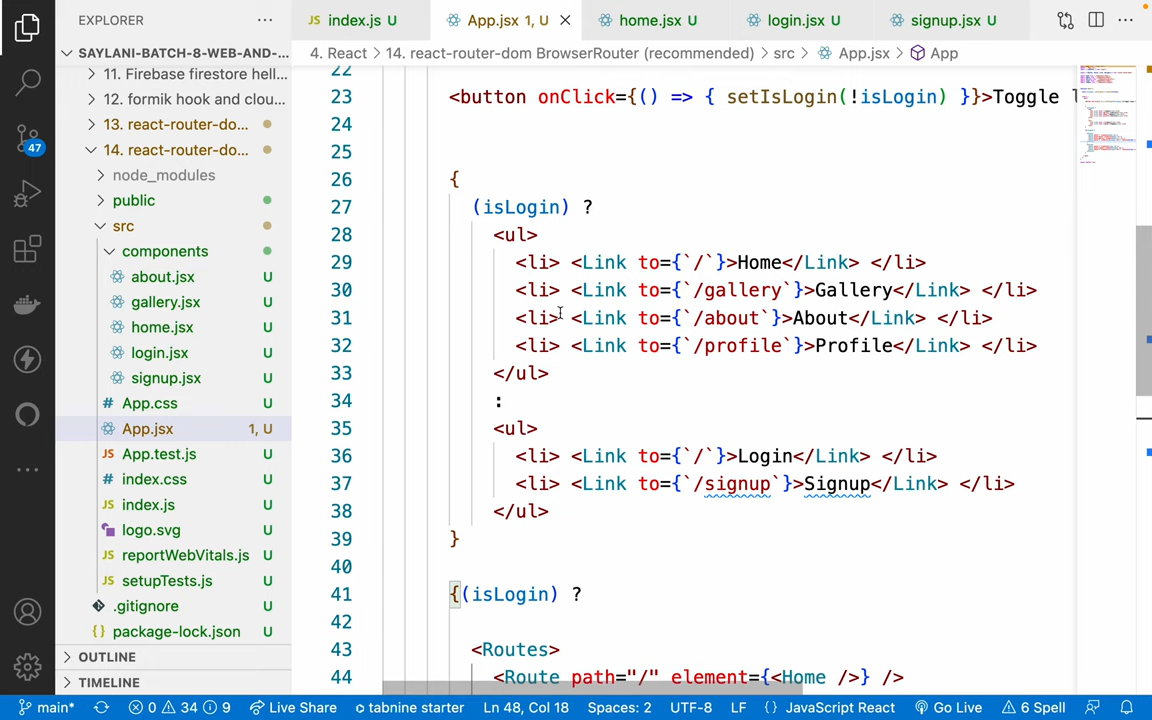 EXPLORER
index.js U
App.jsx 1, U
home.jsx U
login.jsx U
signup.jsx U
SAYLANI-BATCH-8-WEB-AND-...
4. React > 14. react-router-dom BrowserRouter (recommended) > src > App.jsx > App
11. Firebase firestore hell...
12. formik hook and clou...
13. react-router-do...
14. react-router-do...
node_modules
public
src
components
about.jsx U
gallery.jsx U
home.jsx U
login.jsx U
signup.jsx U
# App.css U
App.jsx 1, U
JS App.test.js U
# index.css U
JS index.js U
logo.svg U
JS reportWebVitals.js U
JS setupTests.js U
.gitignore U
{} package-lock.json U
OUTLINE
TIMELINE
22
23 <button onClick={() => { setIsLogin(!isLogin) }}>Toggle l
24
25
26 {
27 (isLogin) ?
28 <ul>
29 <li> <Link to={`/`}>Home</Link> </li>
30 <li> <Link to={`/gallery`}>Gallery</Link> </li>
31 <li> <Link to={`/about`}>About</Link> </li>
32 <li> <Link to={`/profile`}>Profile</Link> </li>
33 </ul>
34 :
35 <ul>
36 <li> <Link to={`/`}>Login</Link> </li>
37 <li> <Link to={`/signup`}>Signup</Link> </li>
38 </ul>
39 }
40
41 {(isLogin) ?
42
43 <Routes>
44 <Route path="/" element={<Home />} />
47
main* 0 34 9 Live Share tabnine starter Ln 48, Col 18 Spaces: 2 UTF-8 LF {} JavaScript React Go Live 6 Spell